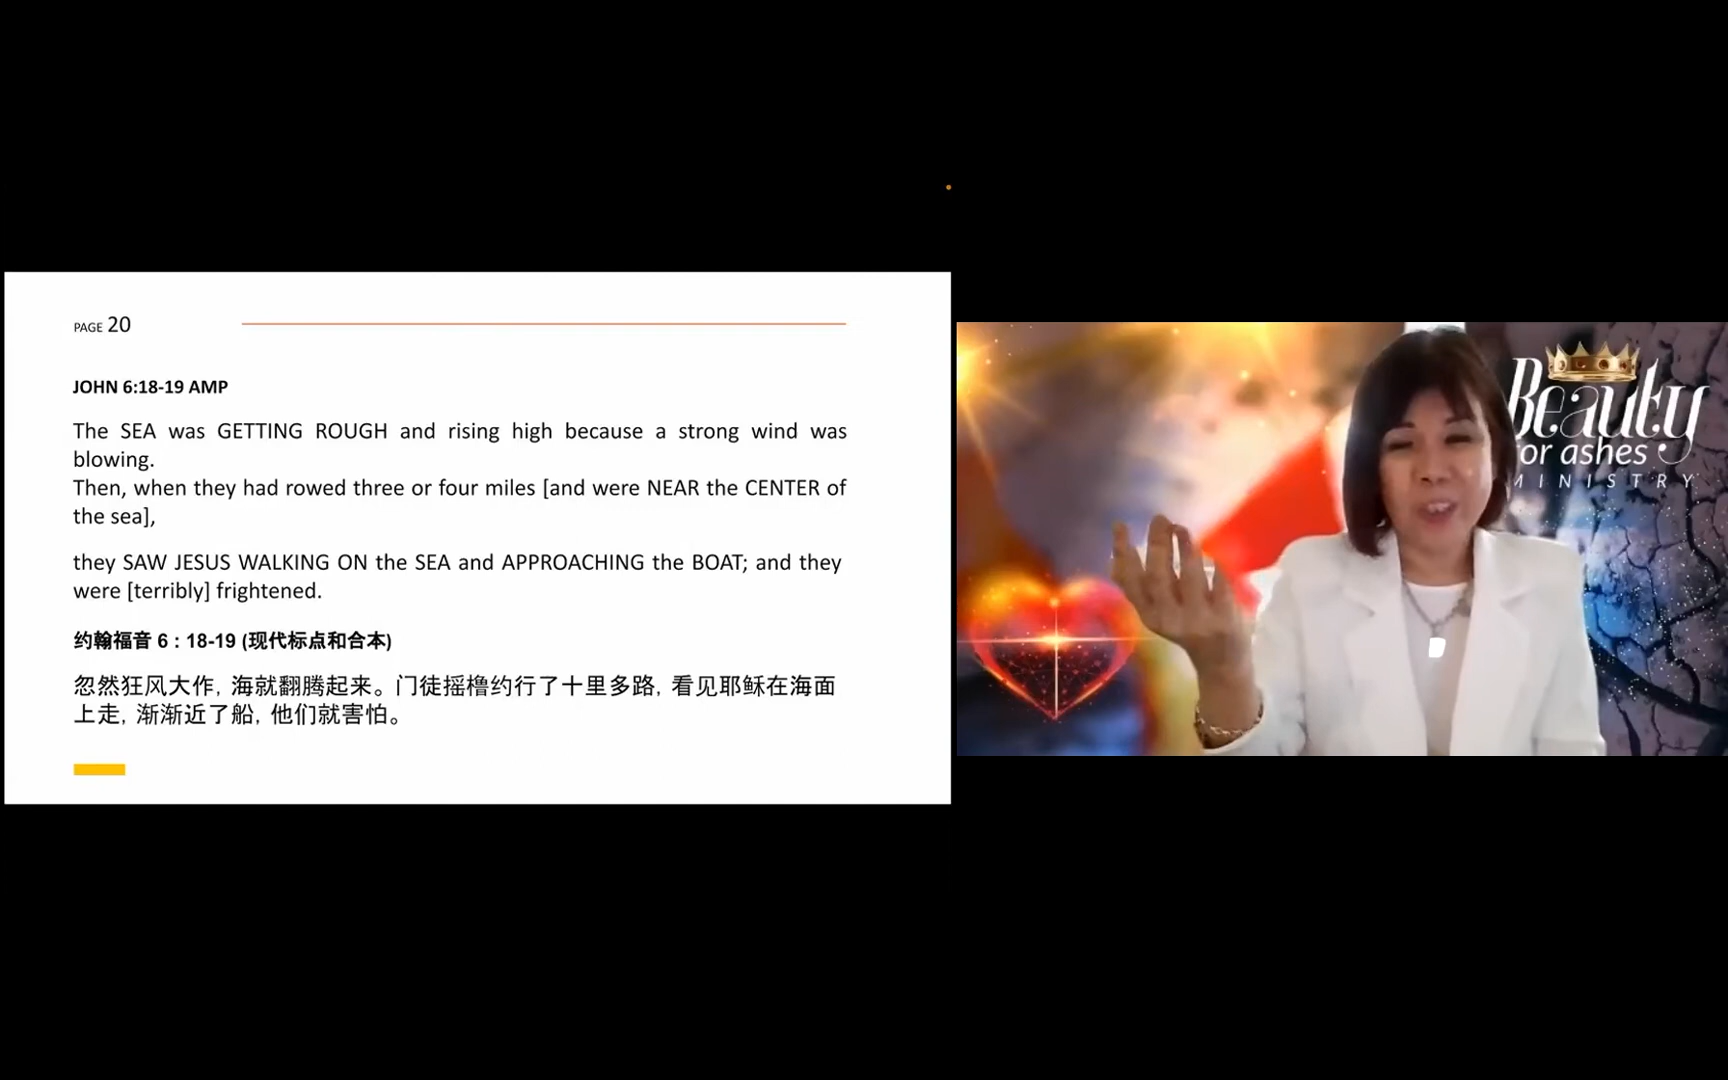 PAGE 20
JOHN 6:18-19 AMP
The SEA was GETTING ROUGH and rising high because a strong wind was
blowing.
Then, when they had rowed three or four miles [and were NEAR the CENTER of
the sea],
they SAW JESUS WALKING ON the SEA and APPROACHING the BOAT; and they
were [terribly] frightened.
约翰福音 6 : 18-19 (现代标点和合本)
忽然狂风大作, 海就翻腾起来。门徒摇橹约行了十里多路, 看见耶稣在海面
上走, 渐渐近了船, 他们就害怕。
Beauty
or ashes
MINISTRY